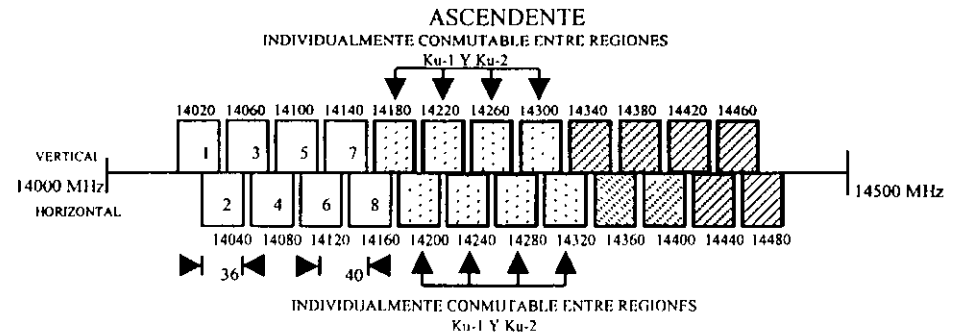 ASCENDENTE
INDIVIDUALMENTE CONMUTABLE ENTRE REGIONES
Ku-1 Y Ku-2
14020 14060 14100 14140 14180 14220 14260 14300 14340 14380 14420 14460
1 3 5 7
VERTICAL
14000 MHz
14500 MHz
HORIZONTAL
2 4 6 8
14040 14080 14120 14160 14200 14240 14280 14320 14360 14400 14440 14480
36 40
INDIVIDUALMENTE CONMUTABLE ENTRE REGIONES
Ku-1 Y Ku-2